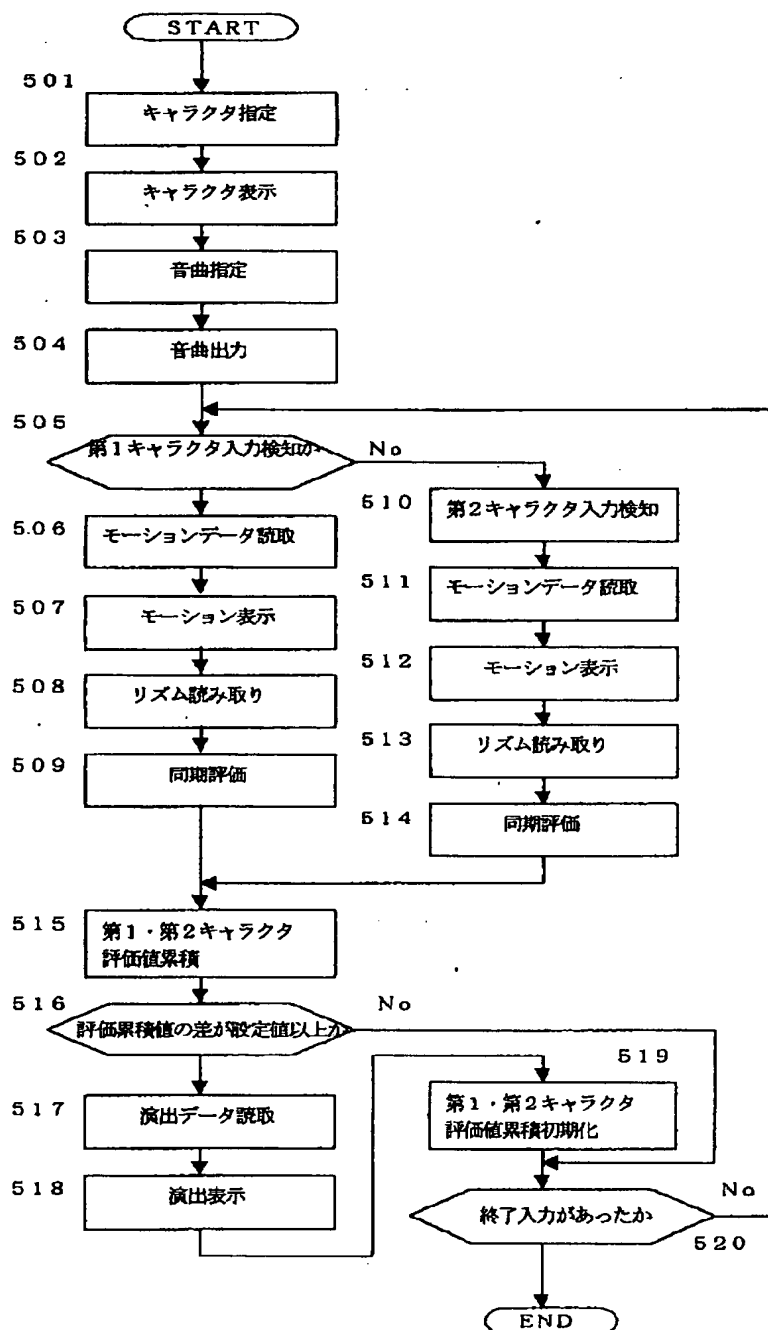 START
501
キャラクタ指定
502
キャラクタ表示
503
音曲指定
504
音曲出力
505
第1キャラクタ入力検知か
No
506
モーションデータ読取
507
モーション表示
508
リズム読み取り
509
同期評価
510
第2キャラクタ入力検知
511
モーションデータ読取
512
モーション表示
513
リズム読み取り
514
同期評価
515
第1・第2キャラクタ
評価値累積
516
評価累積値の差が設定値以上か
No
517
演出データ読取
518
演出表示
519
第1・第2キャラクタ
評価値累積初期化
終了入力があったか
No
520
END